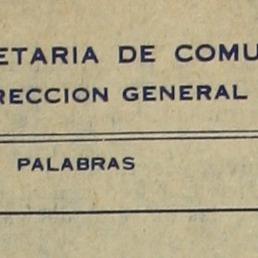 ETARIA DE COMU
RECCION GENERAL
PALABRAS